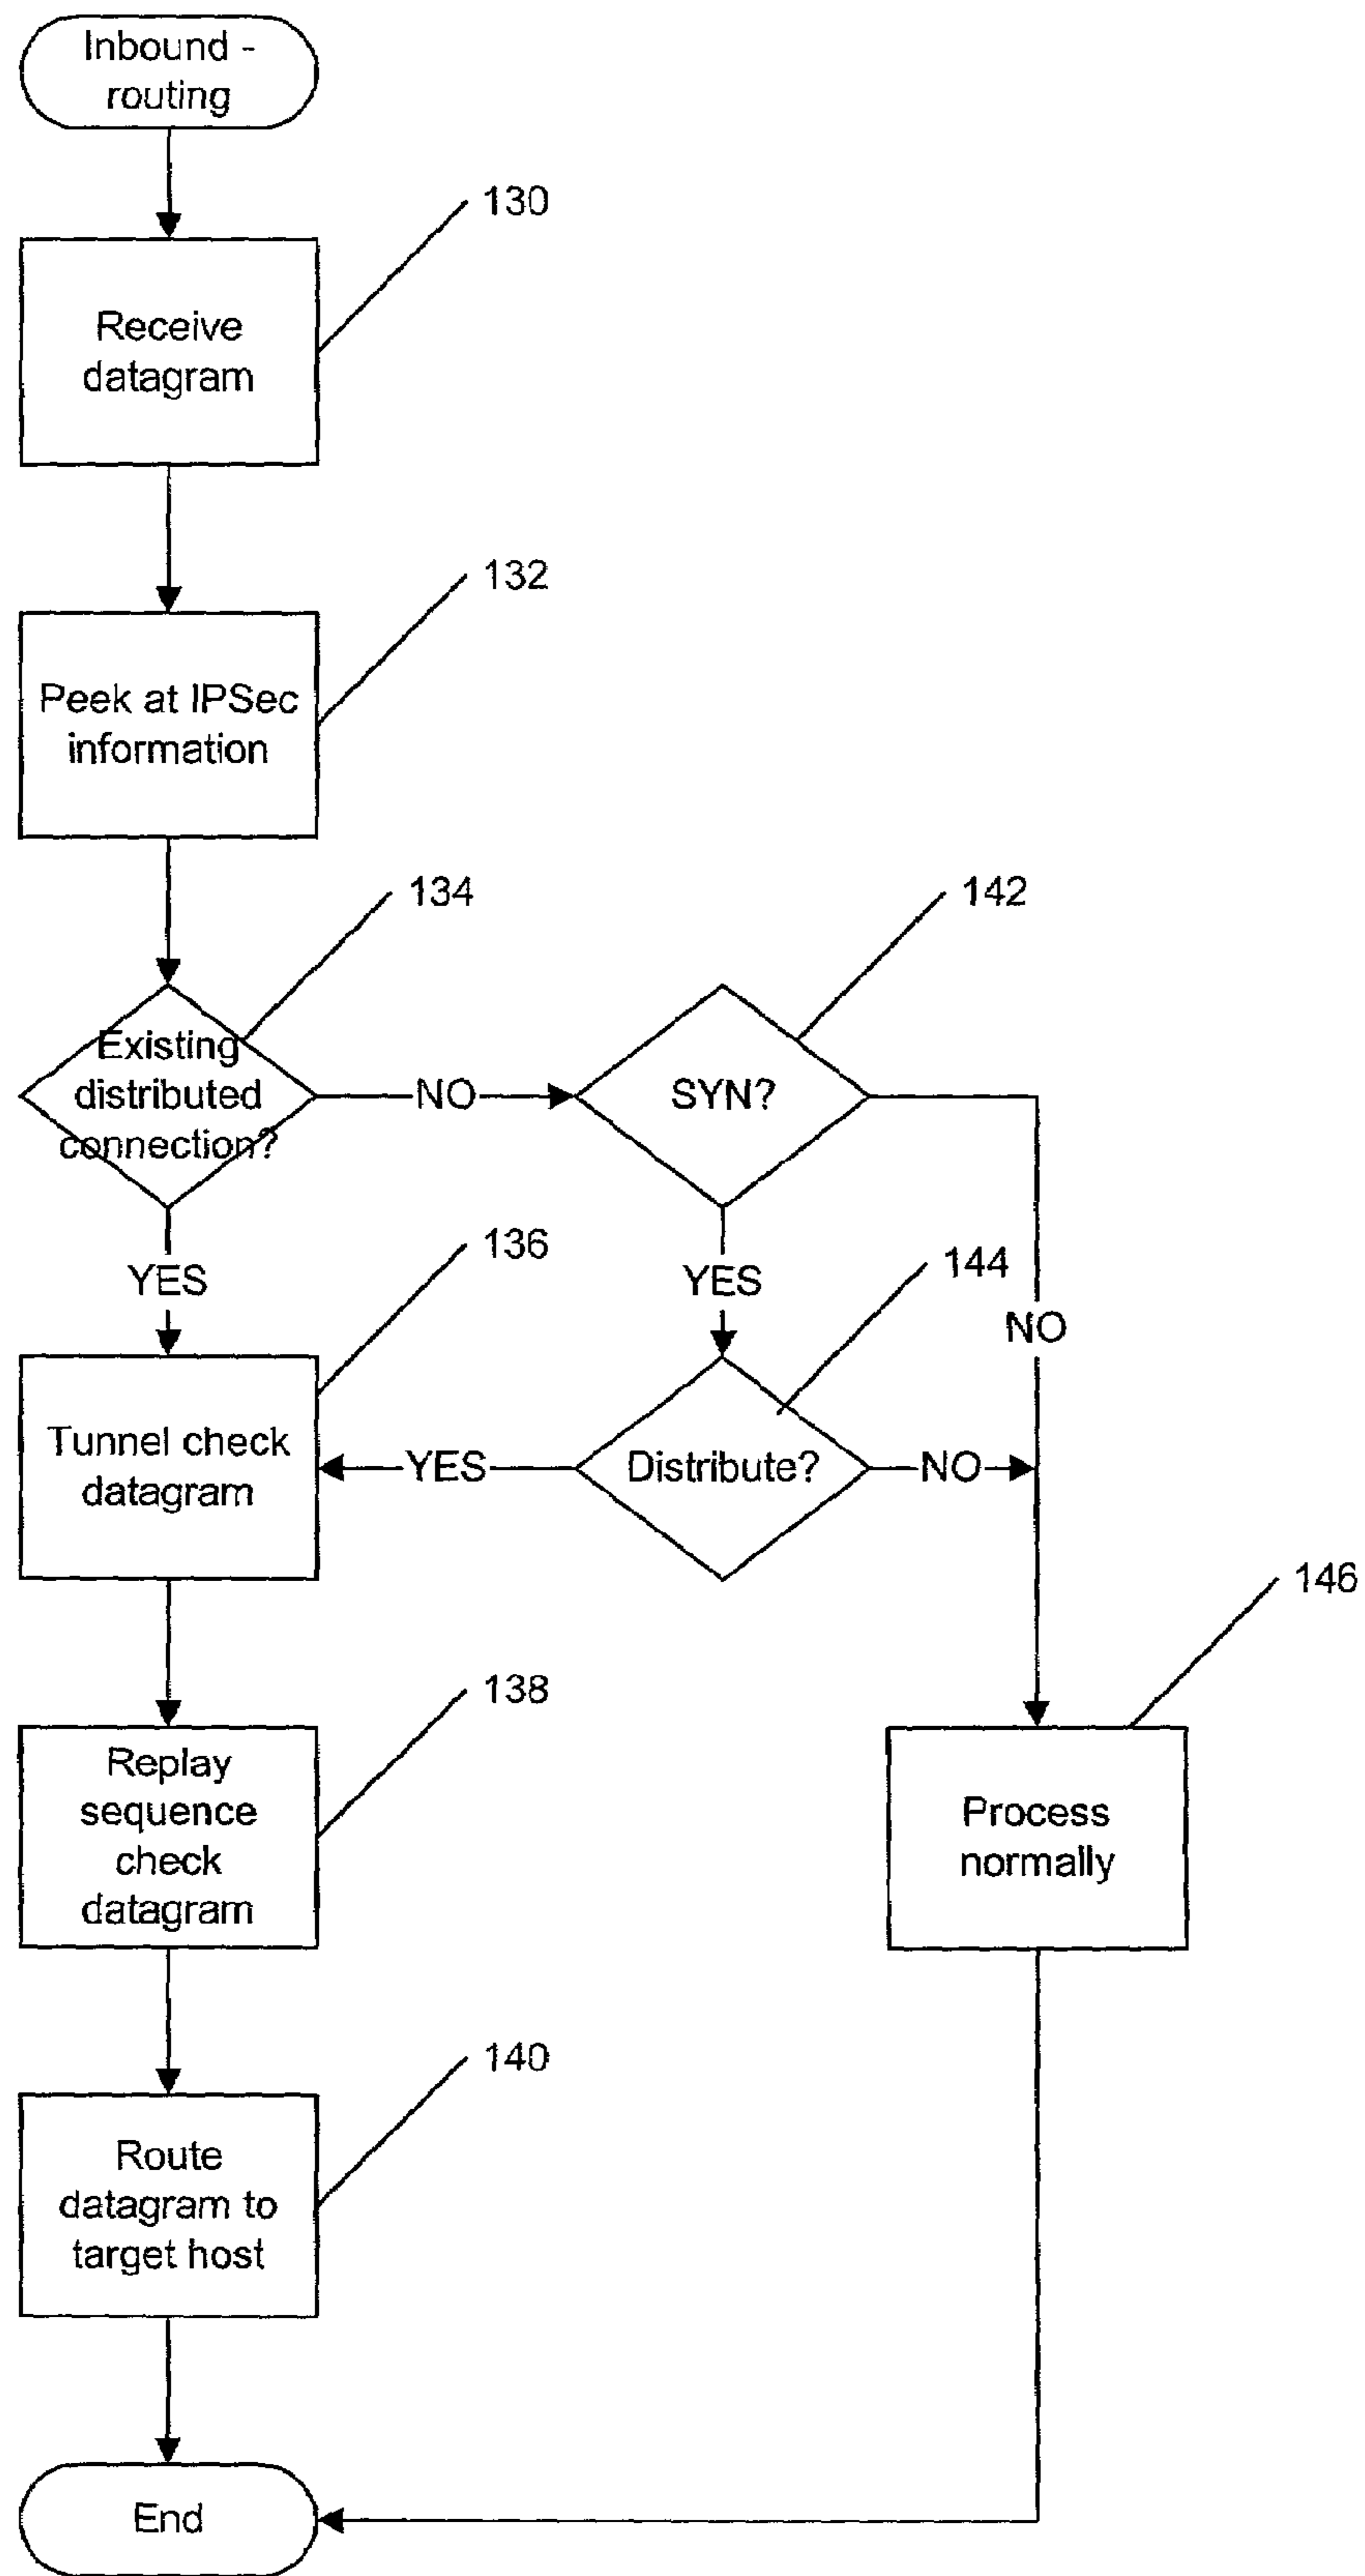 Inbound -
routing
130
Receive
datagram
132
Peek at IPSec
information
134
142
Existing
distributed
connection?
NO
SYN?
136
144
YES
YES
NO
Tunnel check
datagram
YES
Distribute?
NO
146
138
Replay
sequence
check
datagram
Process
normally
140
Route
datagram to
target host
End